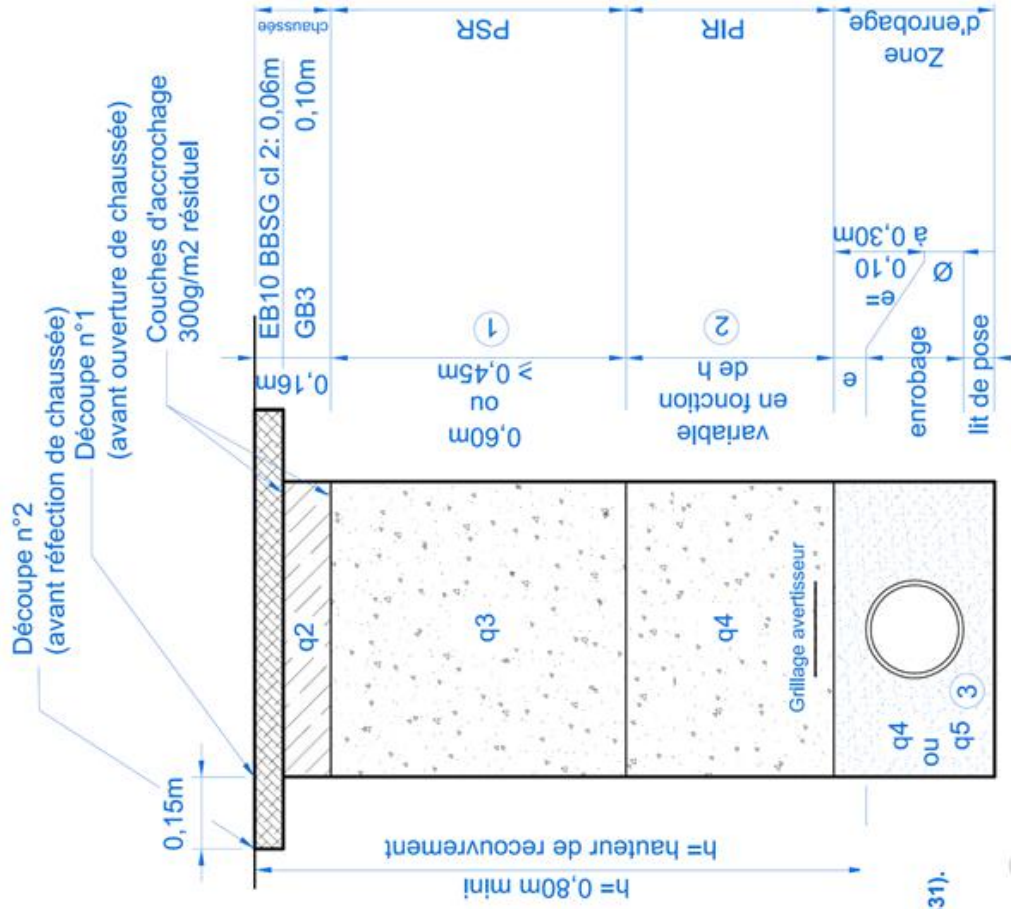 Découpe n°2
(avant réfection de chaussée)
Découpe n°1
(avant ouverture de chaussée)
Couches d'accrochage
300g/m2 résiduel
0,15m
EB10 BBSG cl 2: 0,06m
GB3 0,10m
chaussée
0,16m
q2
0,60m
ou
≥ 0,45m
1
PSR
q3
variable
en fonction
de h
2
PIR
q4
Grillage avertisseur
e
e=
0,10
à 0,30m
enrobage
Ø
lit de pose
Zone
d'enrobage
q4
ou
q5
3
h= 0,80m mini
h= hauteur de recouvrement
31).